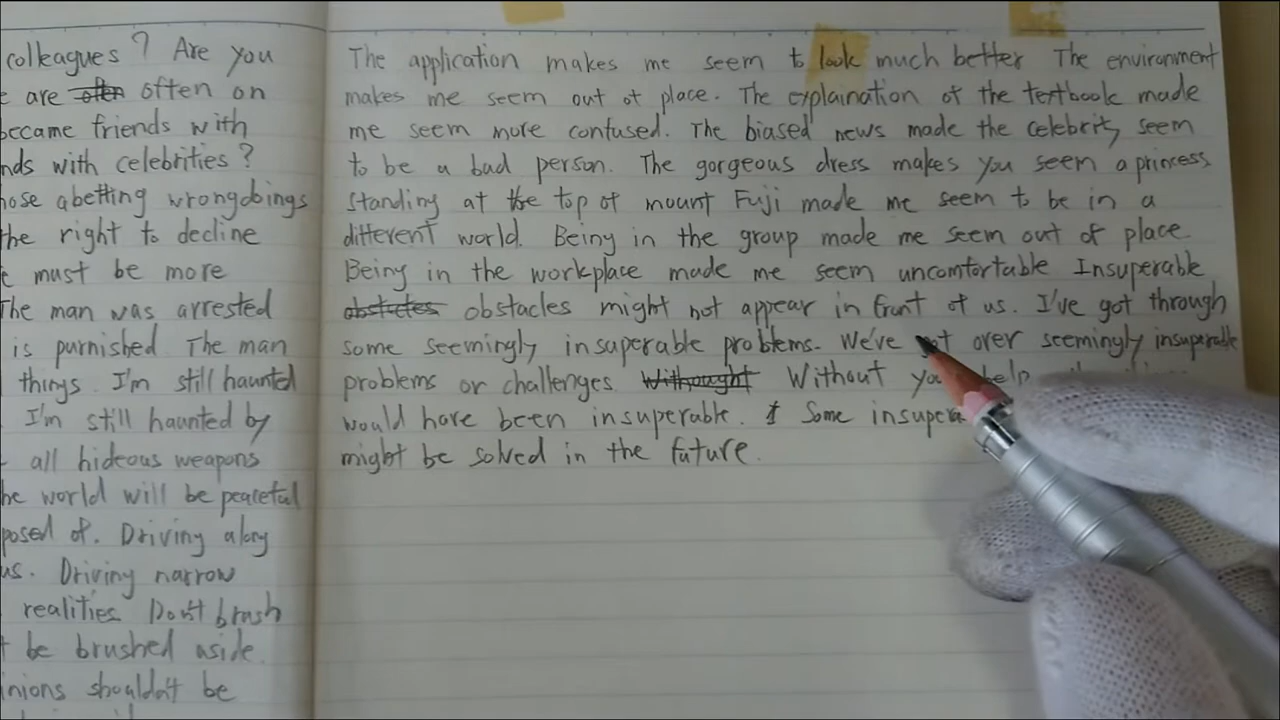 colleagues? Are you
are often often on
became friends with
nds with celebrities?
hose abetting wrongdoings
the right to decline
must be more
The man was arrested
is purnished. The man
things. I'm still haunted
I'm still haunted by
all hideous weapons
he world will be peaceful
posed of. Driving along
us. Driving narrow
realities. Don't brush
be brushed aside.
inions shouldn't be
The application makes me seem to look much better The environment
makes me seem out of place. The explaination of the textbook made
me seem more confused. The biased news made the celebrity seem
to be a bad person. The gorgeous dress makes you seem a princess
Standing at the top of mount Fuji made me seem to be in a
different world. Being in the group made me seem out of place.
Being in the workplace made me seem uncomfortable Insuperable
obstcles obstacles might not appear in front of us. I've got through
some seemingly insuperable problems. We've over seemingly insuperable
problems or challenges. Withought Without help
would have been insuperable. Some insupera
might be solved in the future.